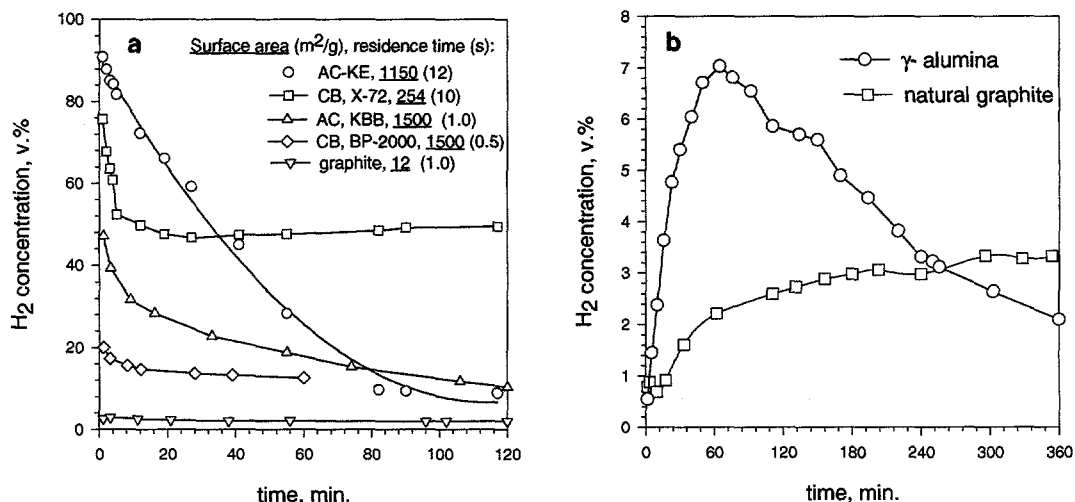 a
Surface area (m²/g), residence time (s):
AC-KE, 1150 (12)
CB, X-72, 254 (10)
AC, KBB, 1500 (1.0)
CB, BP-2000, 1500 (0.5)
graphite, 12 (1.0)
H₂ concentration, v.%
100
80
60
40
20
0
0 20 40 60 80 100 120
time, min.
b
γ- alumina
natural graphite
H₂ concentration, v.%
8
7
6
5
4
3
2
1
0
0 60 120 180 240 300 360
time, min.